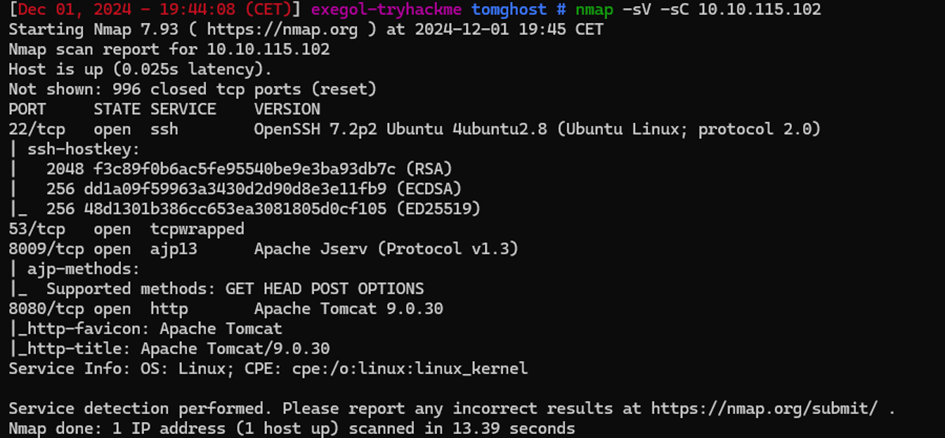 [Dec 01, 2024 - 19:44:08 (CET)] exegol-tryhackme tomghost # nmap -sV -sC 10.10.115.102
Starting Nmap 7.93 ( https://nmap.org ) at 2024-12-01 19:45 CET
Nmap scan report for 10.10.115.102
Host is up (0.025s latency).
Not shown: 996 closed tcp ports (reset)
PORT     STATE SERVICE    VERSION
22/tcp   open  ssh        OpenSSH 7.2p2 Ubuntu 4ubuntu2.8 (Ubuntu Linux; protocol 2.0)
| ssh-hostkey:
|   2048 f3c89f0b6ac5fe95540be9e3ba93db7c (RSA)
|   256 dd1a09f59963a3430d2d90d8e3e11fb9 (ECDSA)
|_  256 48d1301b386cc653ea3081805d0cf105 (ED25519)
53/tcp   open  tcpwrapped
8009/tcp open  ajp13      Apache Jserv (Protocol v1.3)
| ajp-methods:
|_  Supported methods: GET HEAD POST OPTIONS
8080/tcp open  http       Apache Tomcat 9.0.30
|_http-favicon: Apache Tomcat
|_http-title: Apache Tomcat/9.0.30
Service Info: OS: Linux; CPE: cpe:/o:linux:linux_kernel
Service detection performed. Please report any incorrect results at https://nmap.org/submit/ .
Nmap done: 1 IP address (1 host up) scanned in 13.39 seconds